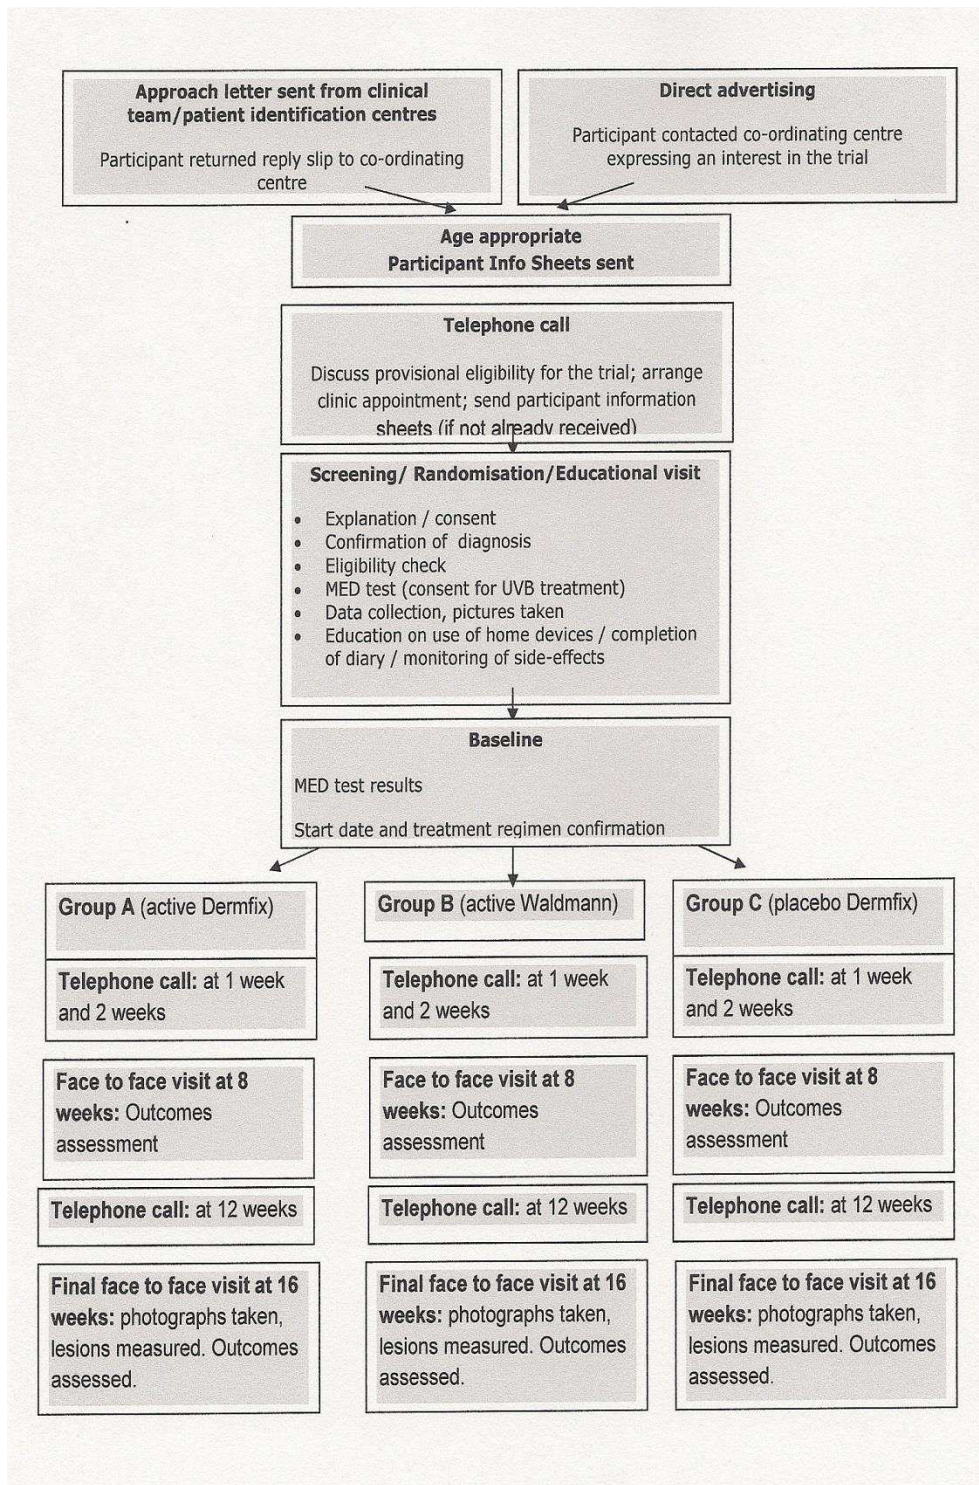 Approach letter sent from clinical
team/patient identification centres
Participant returned reply slip to co-ordinating
centre
Direct advertising
Participant contacted co-ordinating centre
expressing an interest in the trial
Age appropriate
Participant Info Sheets sent
Telephone call
Discuss provisional eligibility for the trial; arrange
clinic appointment; send participant information
sheets (if not already received)
Screening/ Randomisation/Educational visit
• Explanation / consent
• Confirmation of diagnosis
• Eligibility check
• MED test (consent for UVB treatment)
• Data collection, pictures taken
• Education on use of home devices / completion
of diary / monitoring of side-effects
Baseline
MED test results
Start date and treatment regimen confirmation
Group A (active Dermfix)
Telephone call: at 1 week
and 2 weeks
Face to face visit at 8
weeks: Outcomes
assessment
Telephone call: at 12 weeks
Final face to face visit at 16
weeks: photographs taken,
lesions measured. Outcomes
assessed.
Group B (active Waldmann)
Telephone call: at 1 week
and 2 weeks
Face to face visit at 8
weeks: Outcomes
assessment
Telephone call: at 12 weeks
Final face to face visit at 16
weeks: photographs taken,
lesions measured. Outcomes
assessed.
Group C (placebo Dermfix)
Telephone call: at 1 week
and 2 weeks
Face to face visit at 8
weeks: Outcomes
assessment
Telephone call: at 12 weeks
Final face to face visit at 16
weeks: photographs taken,
lesions measured. Outcomes
assessed.